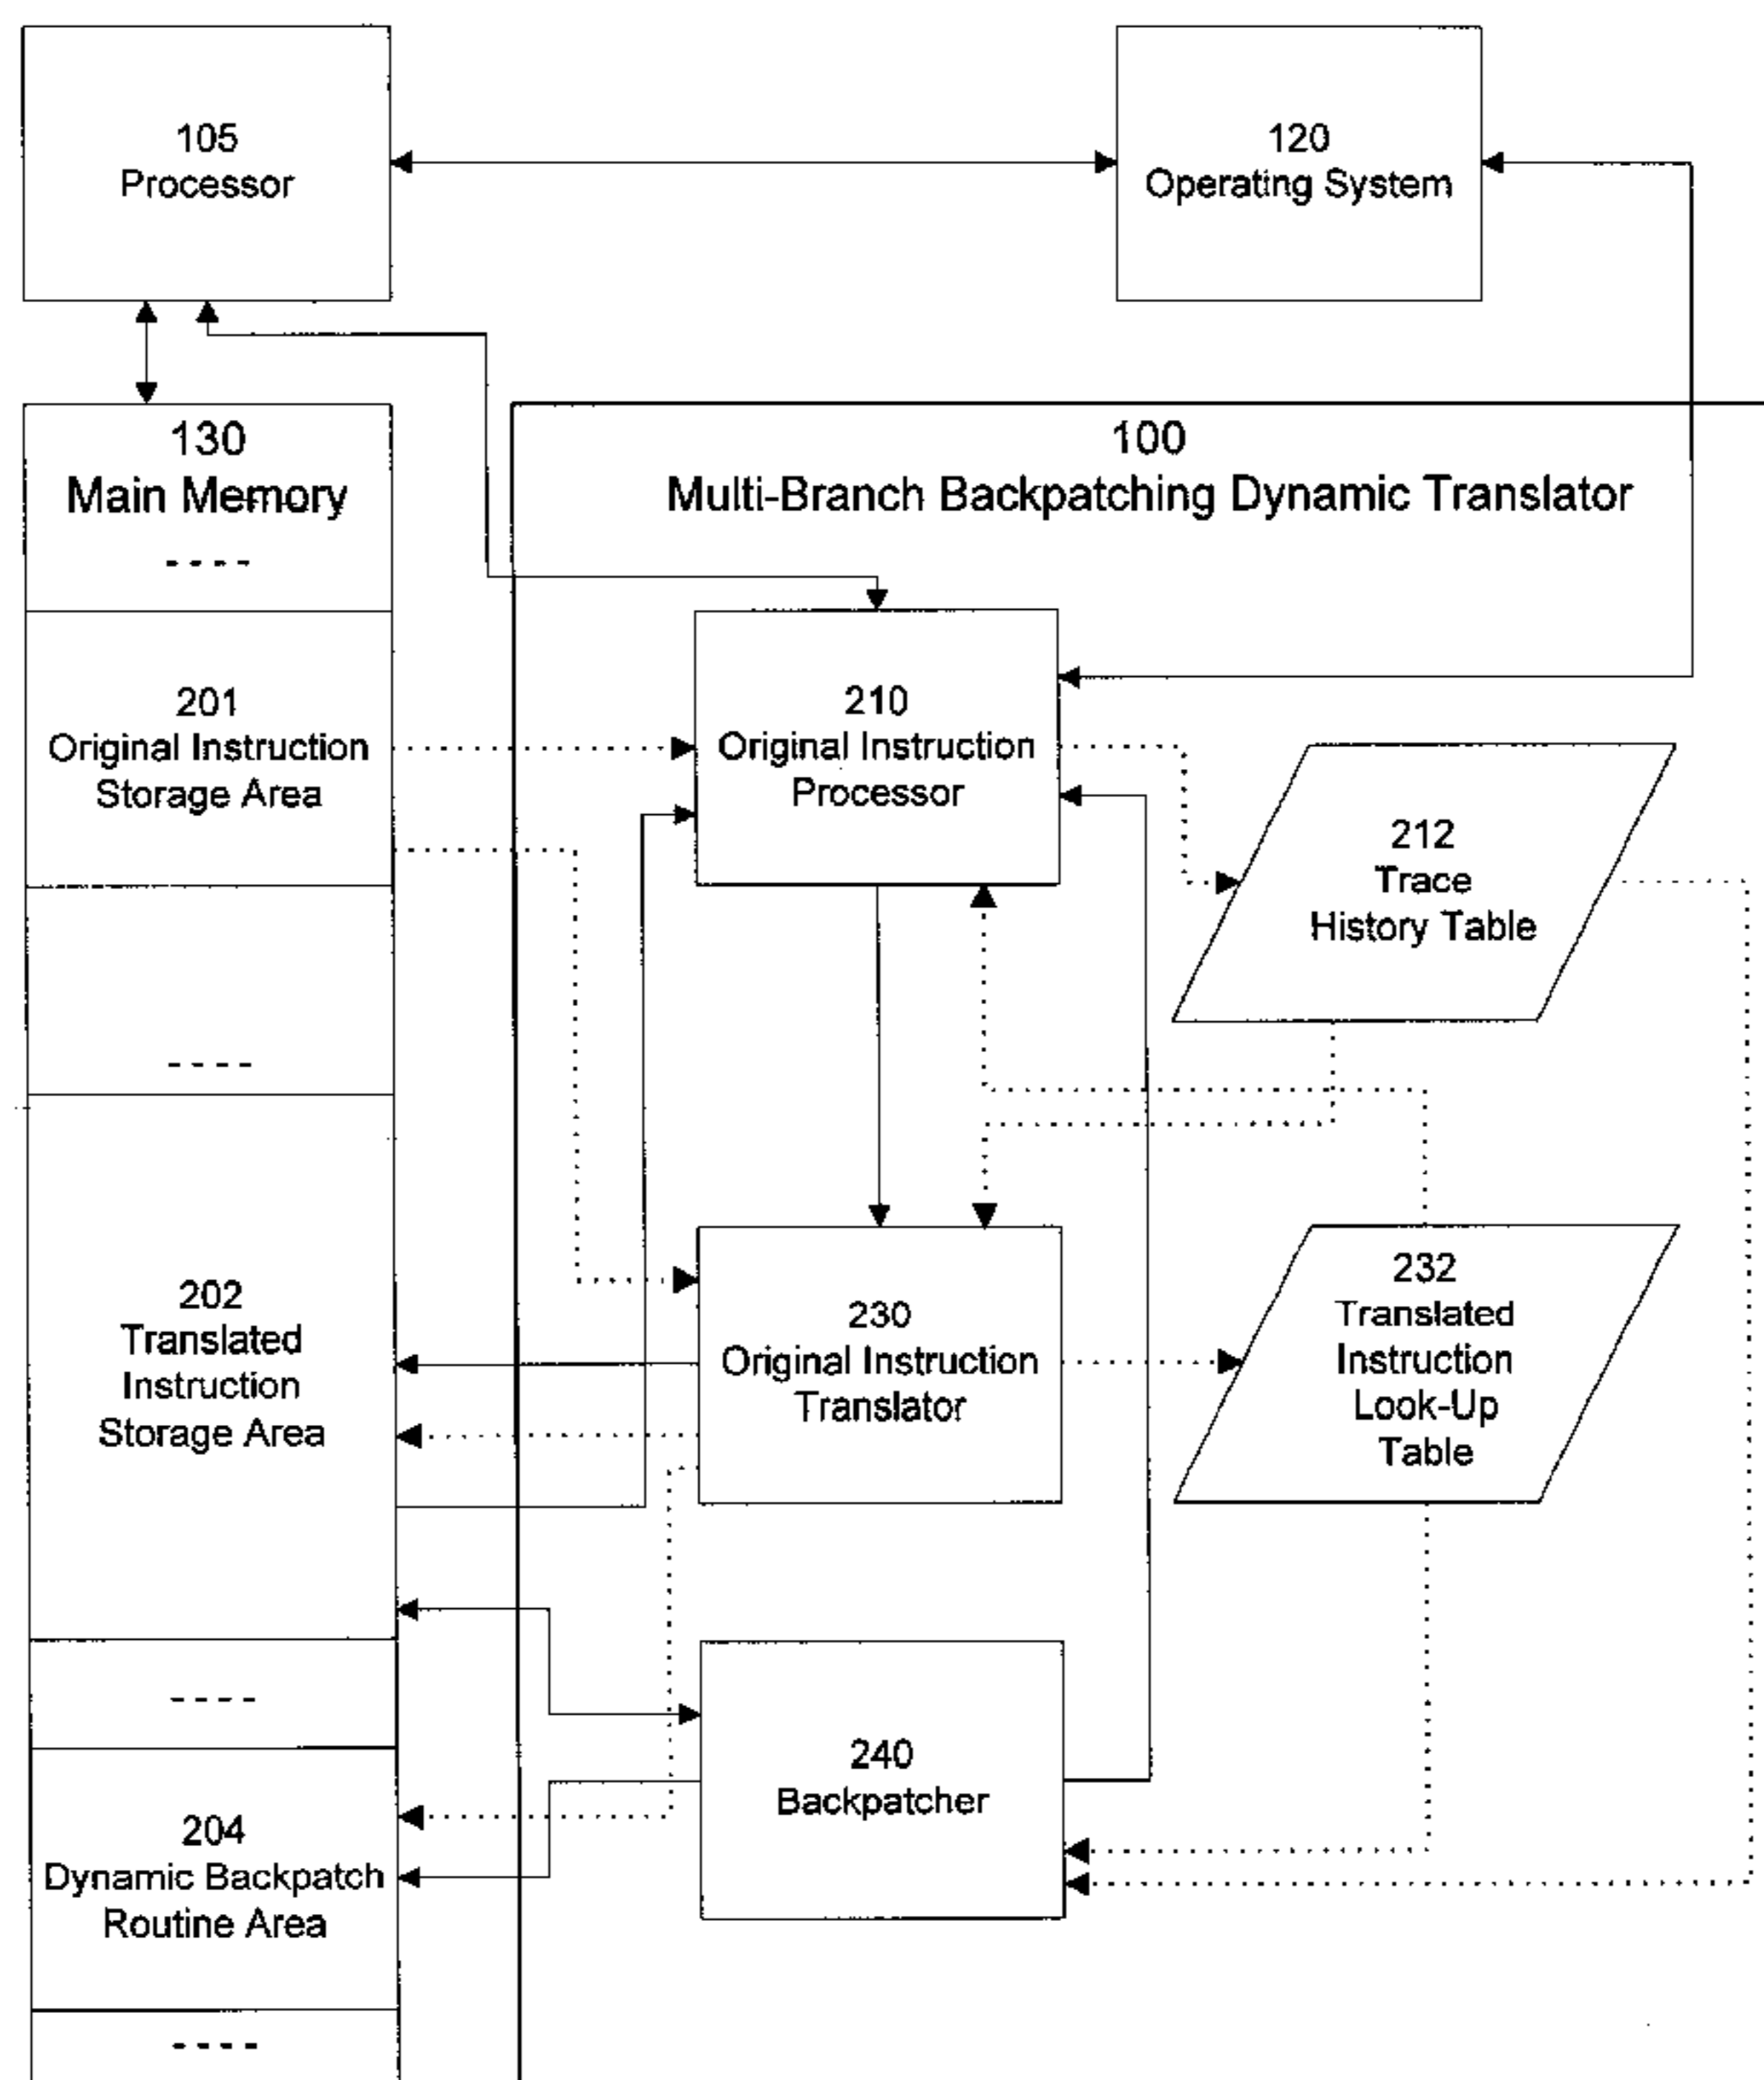 105
Processor
120
Operating System
130
Main Memory
- - - -
100
Multi-Branch Backpatching Dynamic Translator
201
Original Instruction
Storage Area
210
Original Instruction
Processor
212
Trace
History Table
- - - -
202
Translated
Instruction
Storage Area
230
Original Instruction
Translator
232
Translated
Instruction
Look-Up
Table
- - - -
240
Backpatcher
204
Dynamic Backpatch
Routine Area
- - - -